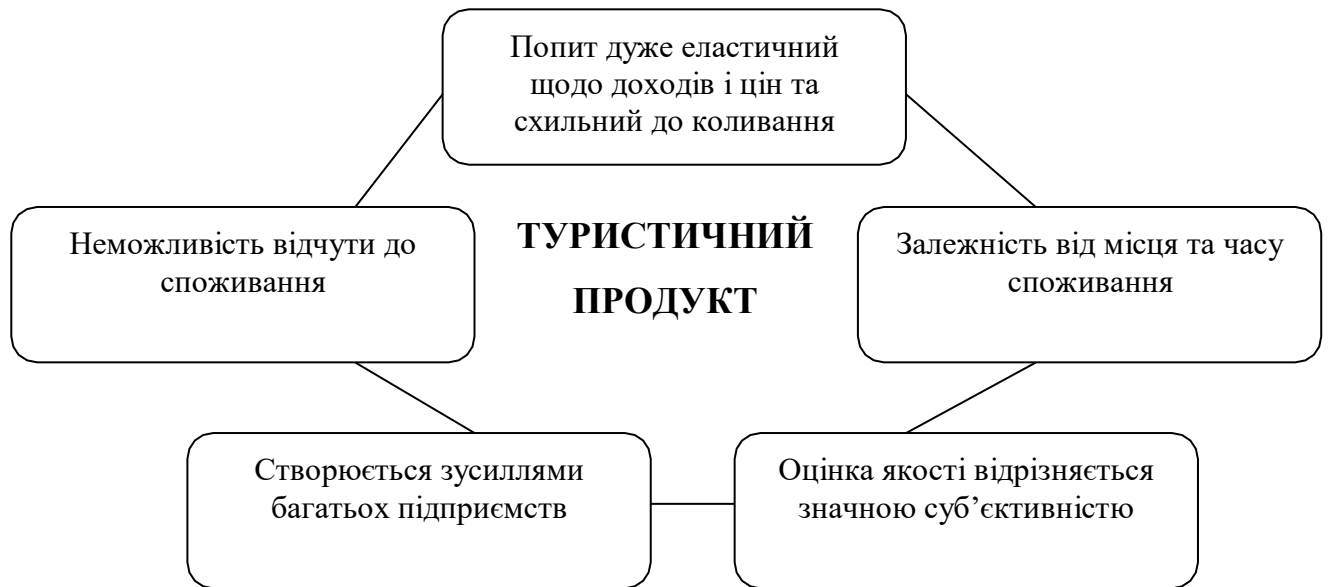 Попит дуже еластичний
щодо доходів і цін та
схильний до коливання
Неможливість відчути до
споживання
ТУРИСТИЧНИЙ
ПРОДУКТ
Залежність від місця та часу
споживання
Створюється зусиллями
багатьох підприємств
Оцінка якості відрізняється
значною суб’єктивністю